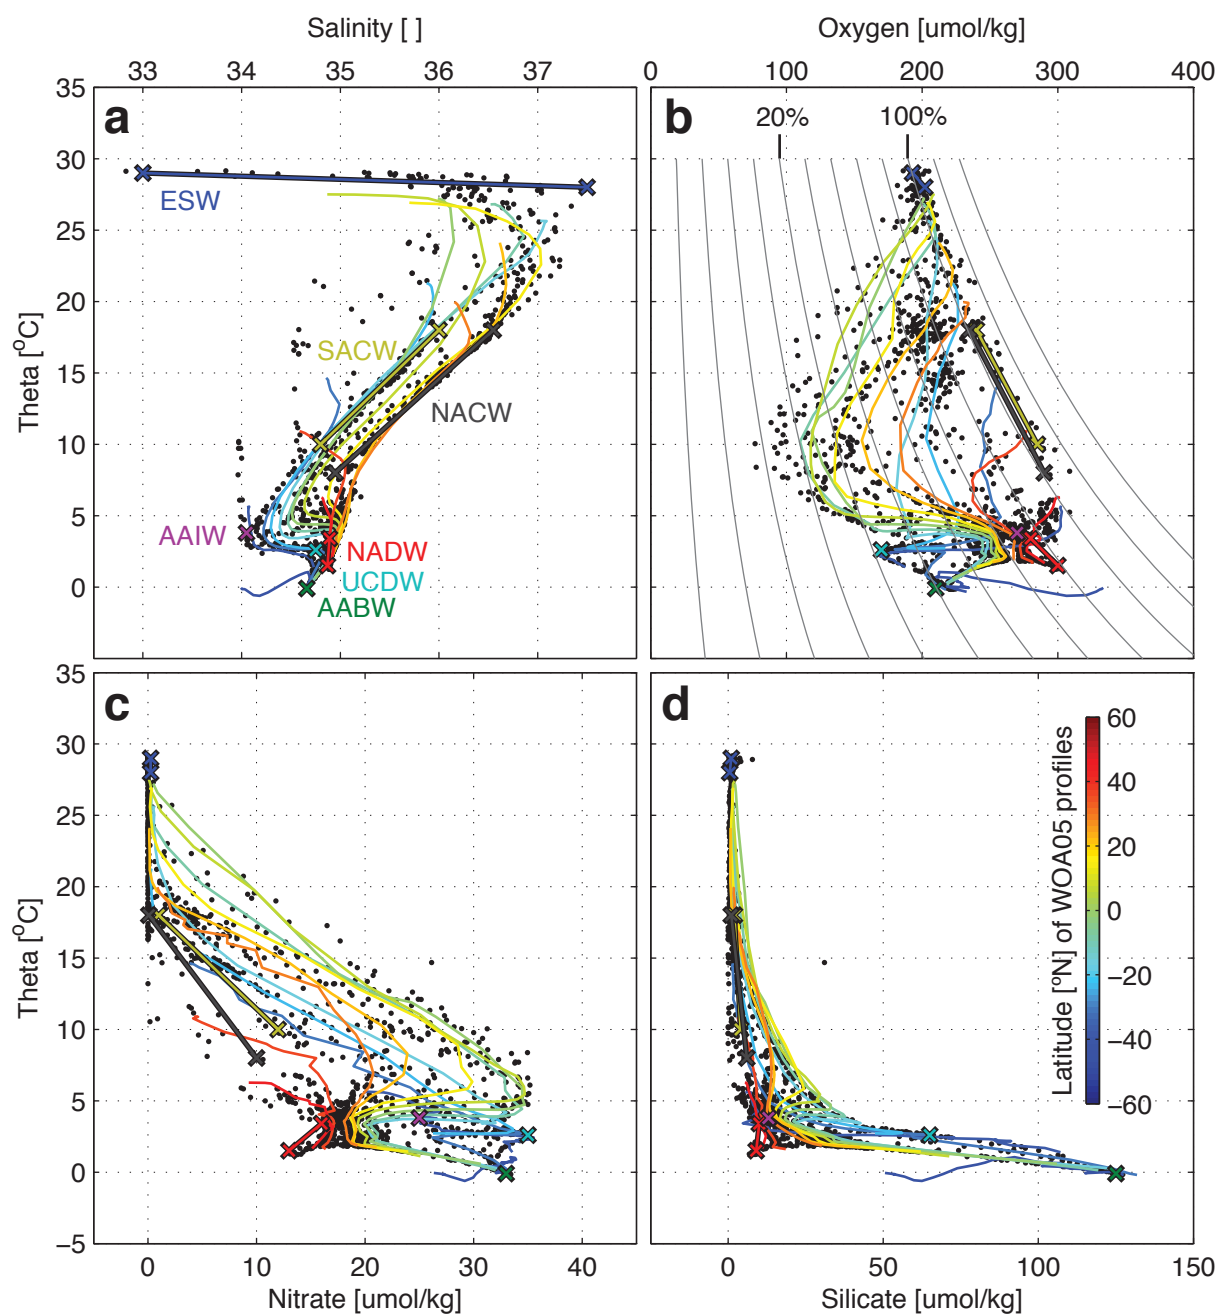 Salinity [ ]
Oxygen [umol/kg]
33 34 35 36 37
0 100 200 300 400
35
30
25
20
15
10
5
0
Theta [°C]
a
ESW
SACW
NACW
AAIW
NADW
UCDW
AABW
b
20%
100%
35
30
25
20
15
10
5
0
−5
Theta [°C]
c
0 10 20 30 40
Nitrate [umol/kg]
d
60
40
20
0
−20
−40
−60
Latitude [°N] of WOA05 profiles
0 50 100 150
Silicate [umol/kg]